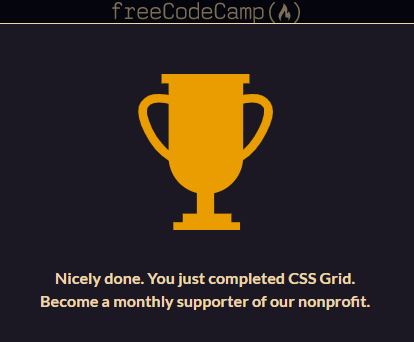 freeCodeCamp(🔥)
Nicely done. You just completed CSS Grid.
Become a monthly supporter of our nonprofit.